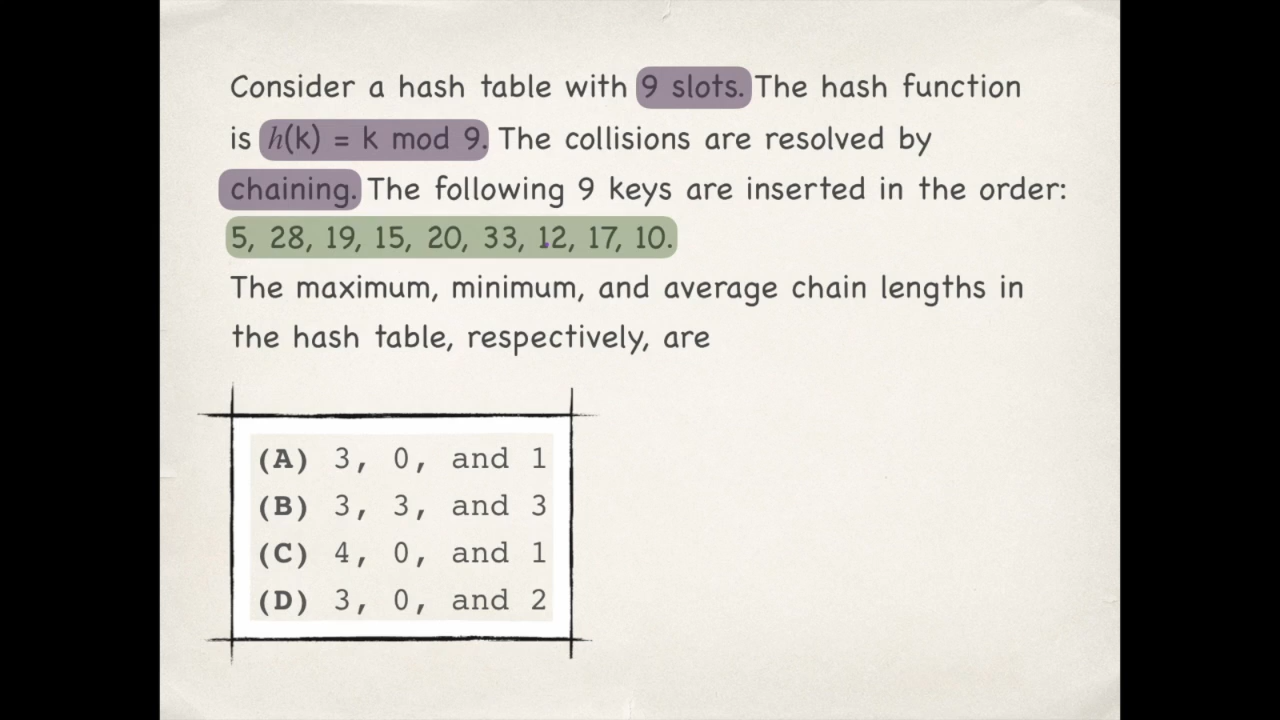 Consider a hash table with 9 slots. The hash function
is h(k) = k mod 9. The collisions are resolved by
chaining. The following 9 keys are inserted in the order:
5, 28, 19, 15, 20, 33, 12, 17, 10.
The maximum, minimum, and average chain lengths in
the hash table, respectively, are
(A) 3, 0, and 1
(B) 3, 3, and 3
(C) 4, 0, and 1
(D) 3, 0, and 2